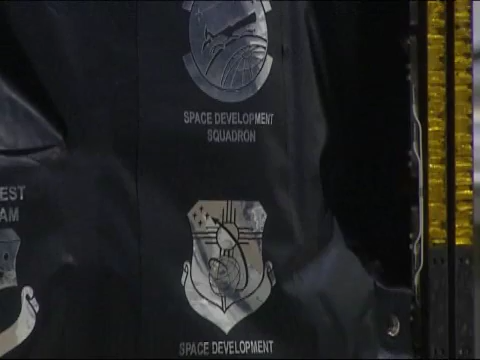 SPACE DEVELOPMENT
SQUADRON
EST
AM
SPACE DEVELOPMENT